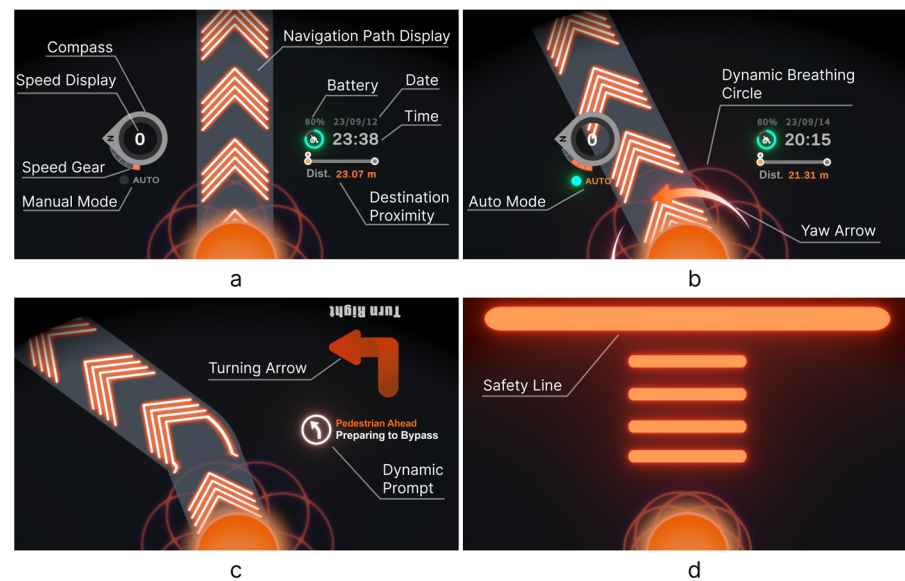 Compass
Speed Display
N
0
Speed Gear
AUTO
Manual Mode
Navigation Path Display
Battery
Date
80% 23/09/12
Time
23:38
Dist. 23.07 m
Destination
Proximity
a
N
0
AUTO
Auto Mode
Dynamic Breathing
Circle
80% 23/09/14
20:15
Dist. 21.31 m
Yaw Arrow
b
Turn Right
Turning Arrow
Pedestrian Ahead
Preparing to Bypass
Dynamic
Prompt
c
Safety Line
d